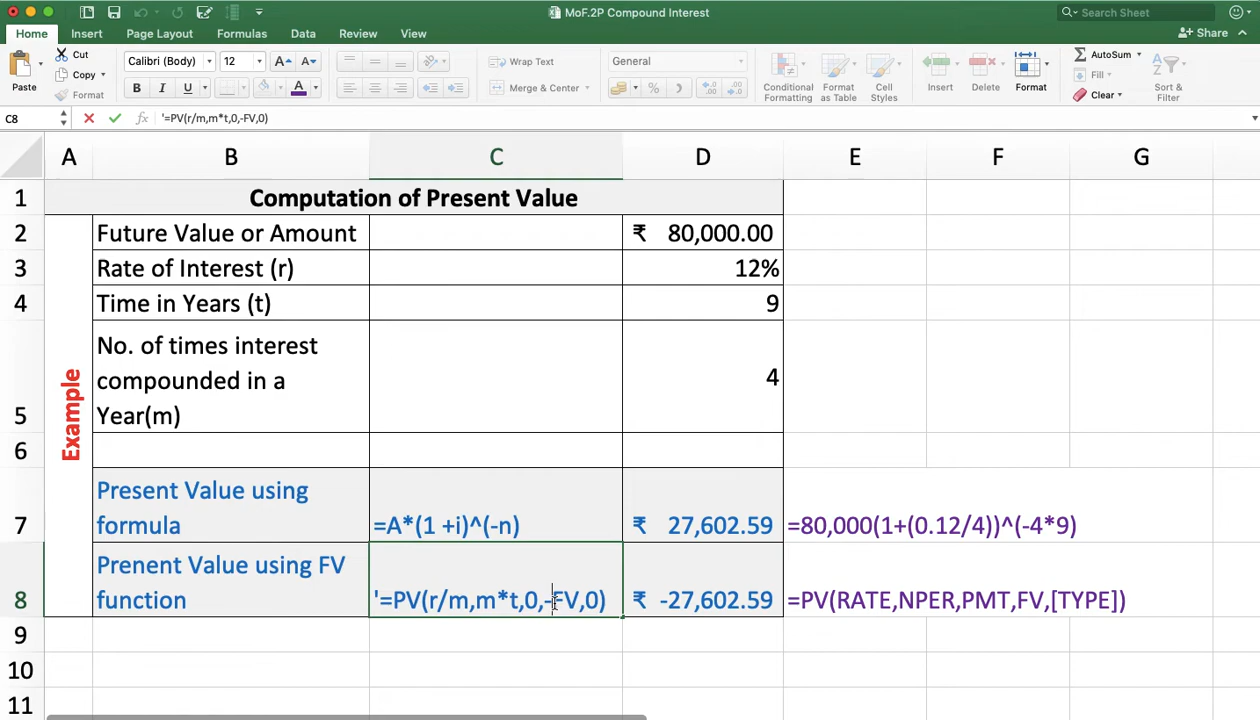 MoF.2P Compound Interest
Search Sheet
Home Insert Page Layout Formulas Data Review View
Share
Paste
Cut
Copy
Format
Calibri (Body) 12
A A
B I U A
Wrap Text
Merge & Center
General
%
Conditional Formatting
Format as Table
Cell Styles
Insert
Delete
Format
AutoSum
Fill
Clear
Sort & Filter
C8 fx '=PV(r/m,m*t,0,-FV,0)
A B C D E F G
1 Computation of Present Value
2 Future Value or Amount ₹ 80,000.00
3 Rate of Interest (r) 12%
4 Time in Years (t) 9
No. of times interest
compounded in a 4
5 Year(m)
Example
6
Present Value using
7 formula =A*(1 +i)^(-n) ₹ 27,602.59 =80,000(1+(0.12/4))^(-4*9)
Prenent Value using FV
8 function '=PV(r/m,m*t,0,-FV,0) ₹ -27,602.59 =PV(RATE,NPER,PMT,FV,[TYPE])
9
10
11